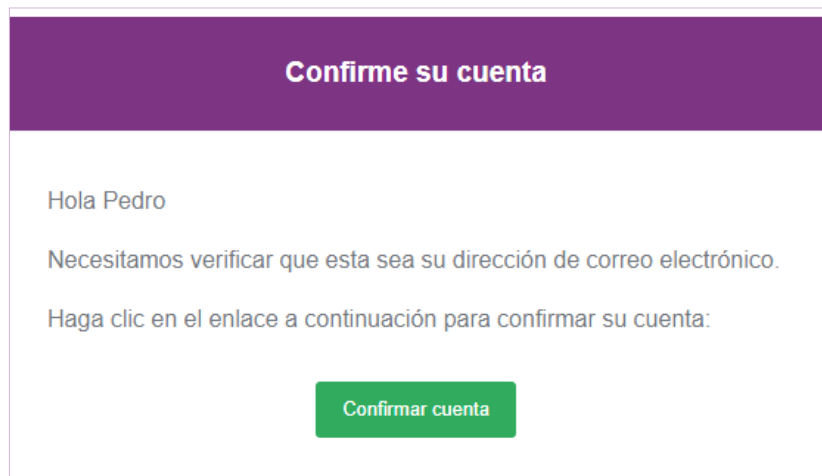 Confirme su cuenta
Hola Pedro
Necesitamos verificar que esta sea su dirección de correo electrónico.
Haga clic en el enlace a continuación para confirmar su cuenta:
Confirmar cuenta